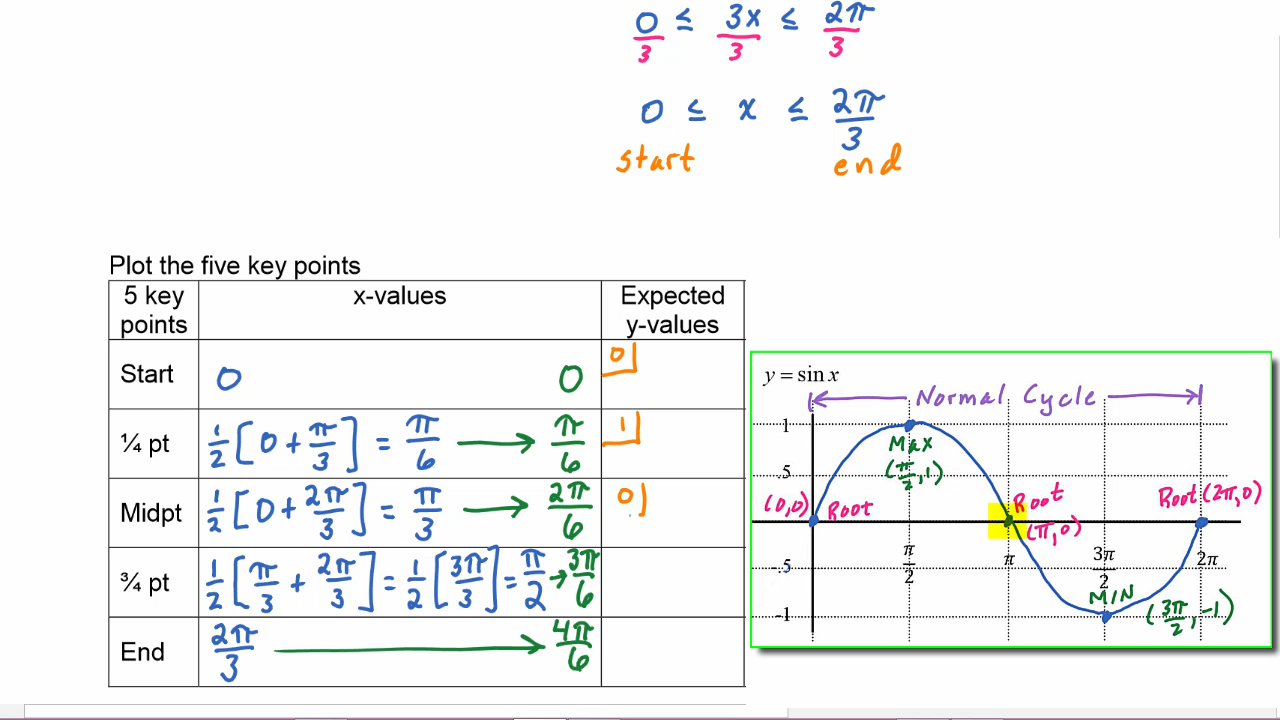 0/3 ≤ 3x/3 ≤ 2π/3
0 ≤ x ≤ 2π/3
start end
Plot the five key points
5 key points x-values Expected y-values
Start 0 0 0
¼ pt 1/2 [0 + π/3] = π/6 → π/6 1
Midpt 1/2 [0 + 2π/3] = π/3 → 2π/6 0
¾ pt 1/2 [π/3 + 2π/3] = 1/2 [3π/3] = π/2 → 3π/6
End 2π/3 → 4π/6
y = sin x
Normal Cycle
1
Max
(π/2, 1)
.5
(0,0) Root
Root
(π, 0)
Root (2π, 0)
π/2 π 3π/2 2π
-.5
MIN
(3π/2, -1)
-1